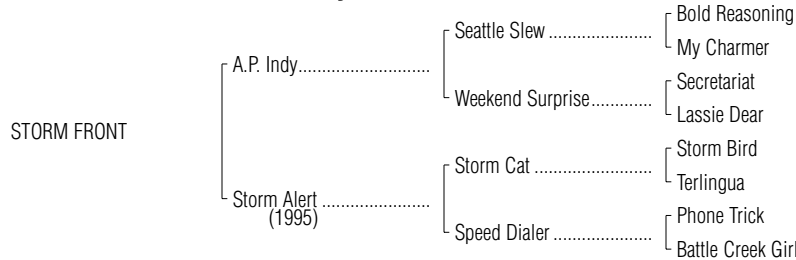 Bold Reasoning
Seattle Slew ......................
My Charmer
A.P. Indy...........................
Secretariat
Weekend Surprise.............
Lassie Dear
STORM FRONT
Storm Bird
Storm Cat .........................
Terlingua
Storm Alert ......................
(1995)
Phone Trick
Speed Dialer .....................
Battle Creek Girl